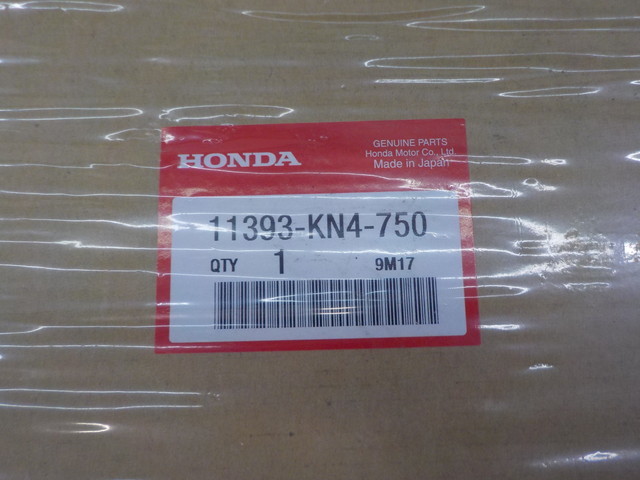 HONDA
GENUINE PARTS
Honda Motor Co., Ltd.
Made in Japan
11393-KN4-750
QTY 1 9M17